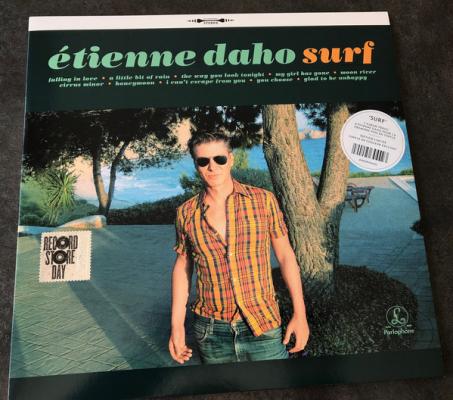 STEREO
étienne daho surf
falling in love • a little bit of rain • the way you look tonight • my girl has gone • moon river
cirrus minor • honeymoon • i can't escape from you • you choose • glad to be unhappy
"SURF"
RECORD
STORE
DAY
Parlophone